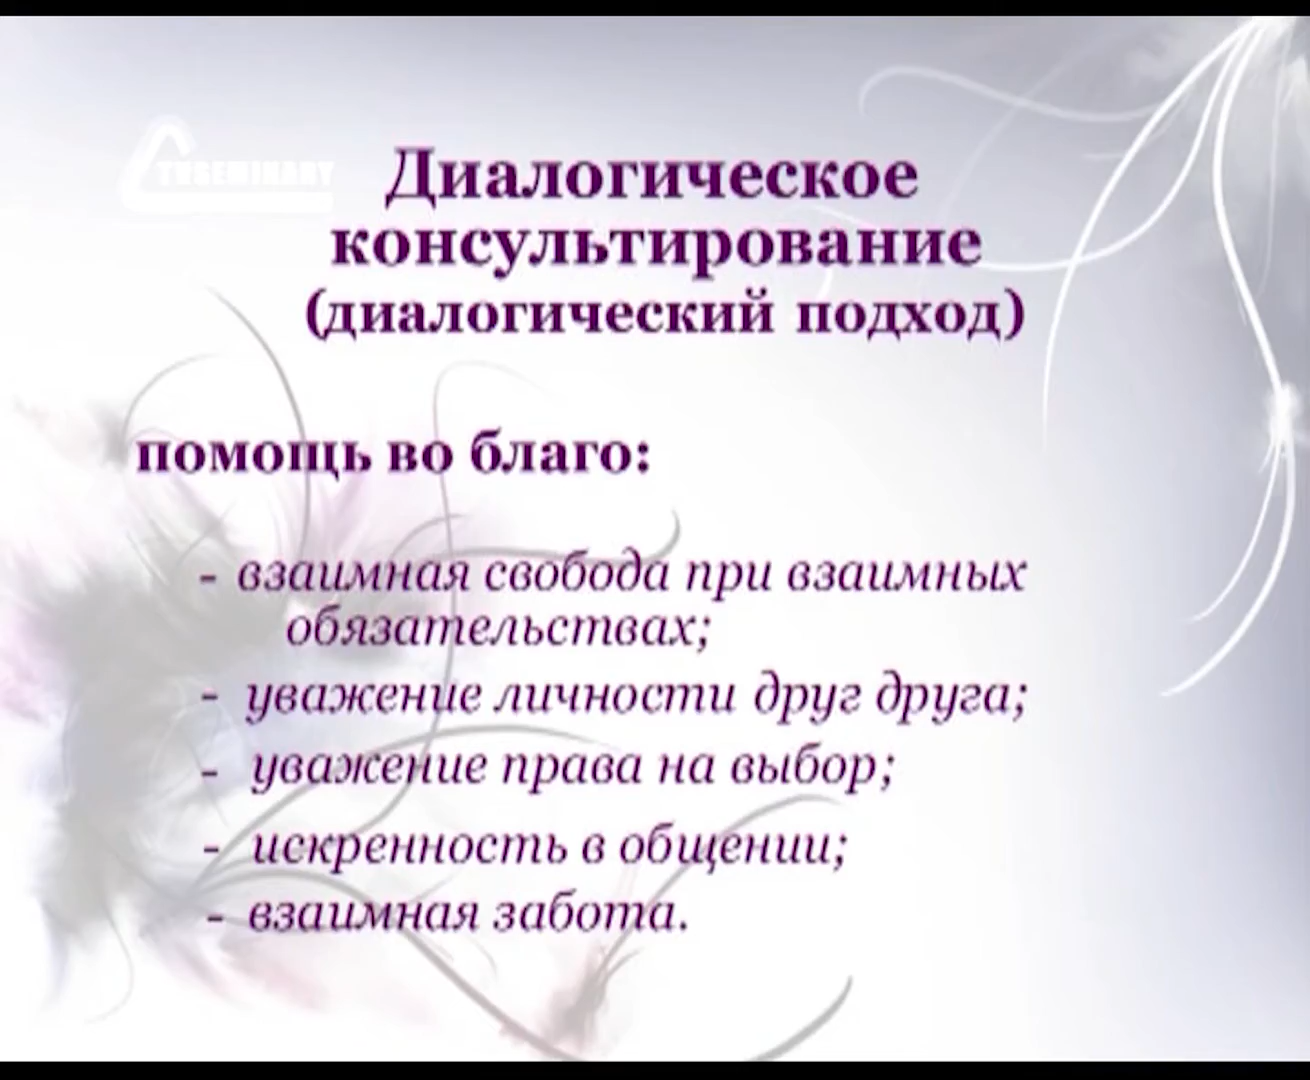 TVSEMINARY
Диалогическое
консультирование
(диалогический подход)
помощь во благо:
- взаимная свобода при взаимных
обязательствах;
- уважение личности друг друга;
- уважение права на выбор;
- искренность в общении;
- взаимная забота.